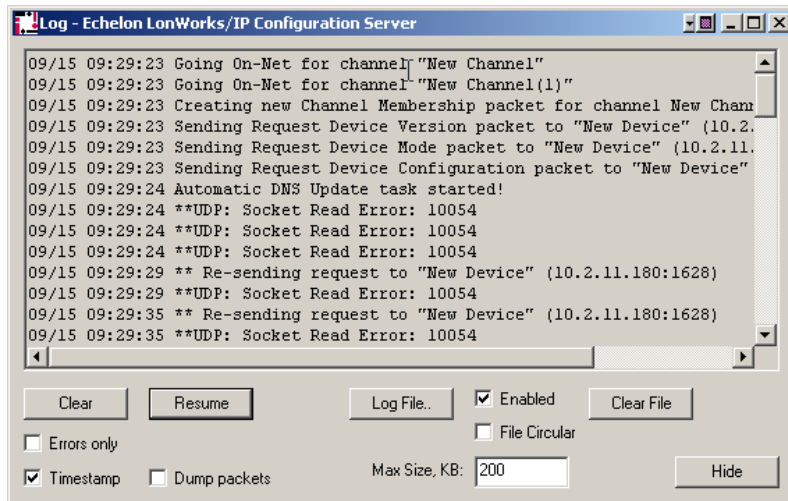 Log - Echelon LonWorks/IP Configuration Server
09/15 09:29:23 Going On-Net for channel "New Channel"
09/15 09:29:23 Going On-Net for channel "New Channel(1)"
09/15 09:29:23 Creating new Channel Membership packet for channel New Chann
09/15 09:29:23 Sending Request Device Version packet to "New Device" (10.2.
09/15 09:29:23 Sending Request Device Mode packet to "New Device" (10.2.11.
09/15 09:29:23 Sending Request Device Configuration packet to "New Device"
09/15 09:29:24 Automatic DNS Update task started!
09/15 09:29:24 **UDP: Socket Read Error: 10054
09/15 09:29:24 **UDP: Socket Read Error: 10054
09/15 09:29:24 **UDP: Socket Read Error: 10054
09/15 09:29:29 ** Re-sending request to "New Device" (10.2.11.180:1628)
09/15 09:29:29 **UDP: Socket Read Error: 10054
09/15 09:29:35 ** Re-sending request to "New Device" (10.2.11.180:1628)
09/15 09:29:35 **UDP: Socket Read Error: 10054
Clear Resume Log File.. Enabled Clear File
File Circular
Errors only
Timestamp Dump packets Max Size, KB: 200 Hide